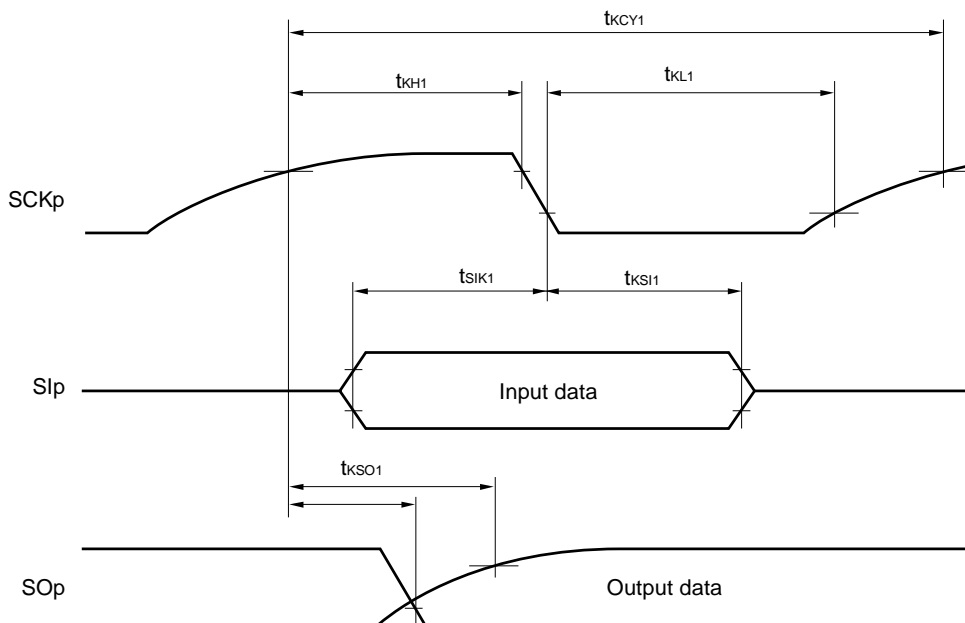 tKCY1
tKH1
tKL1
SCKp
tSIK1
tKSI1
SIp
Input data
tKSO1
SOp
Output data